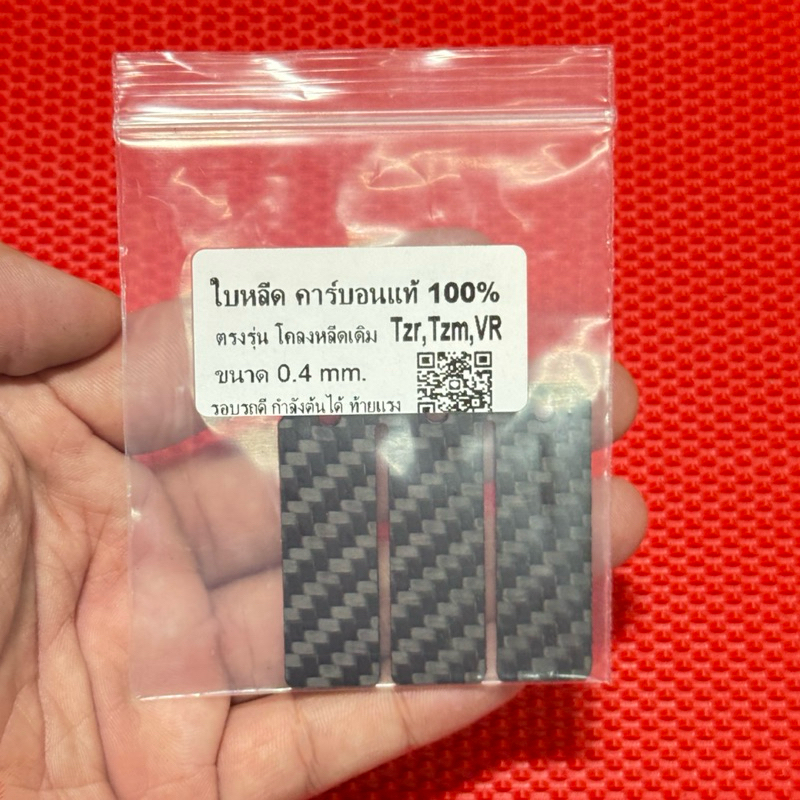 ใบหลีด คาร์บอนแท้ 100%
ตรงรุ่น โคลงหลีดเดิม Tzr,Tzm,VR
ขนาด 0.4 mm.
รอบรถดี กำลังต้นได้ ท้ายแรง